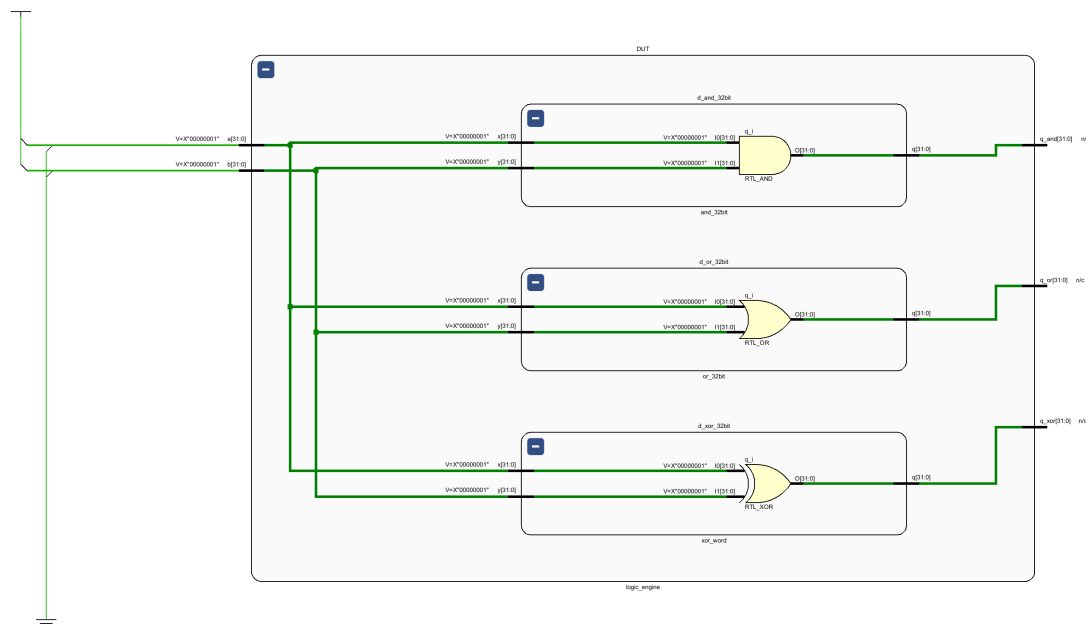 DUT
d_and_32bit
q_i
V=X"00000001" a[31:0]
V=X"00000001" x[31:0]
V=X"00000001" I0[31:0]
q_and[31:0] n/
O[31:0]
q[31:0]
V=X"00000001" b[31:0]
V=X"00000001" y[31:0]
V=X"00000001" I1[31:0]
RTL_AND
and_32bit
d_or_32bit
q_or[31:0] n/c
q_i
V=X"00000001" x[31:0]
V=X"00000001" I0[31:0]
O[31:0]
q[31:0]
V=X"00000001" y[31:0]
V=X"00000001" I1[31:0]
RTL_OR
or_32bit
q_xor[31:0] n/c
d_xor_32bit
q_i
V=X"00000001" x[31:0]
V=X"00000001" I0[31:0]
O[31:0]
q[31:0]
V=X"00000001" y[31:0]
V=X"00000001" I1[31:0]
RTL_XOR
xor_word
logic_engine